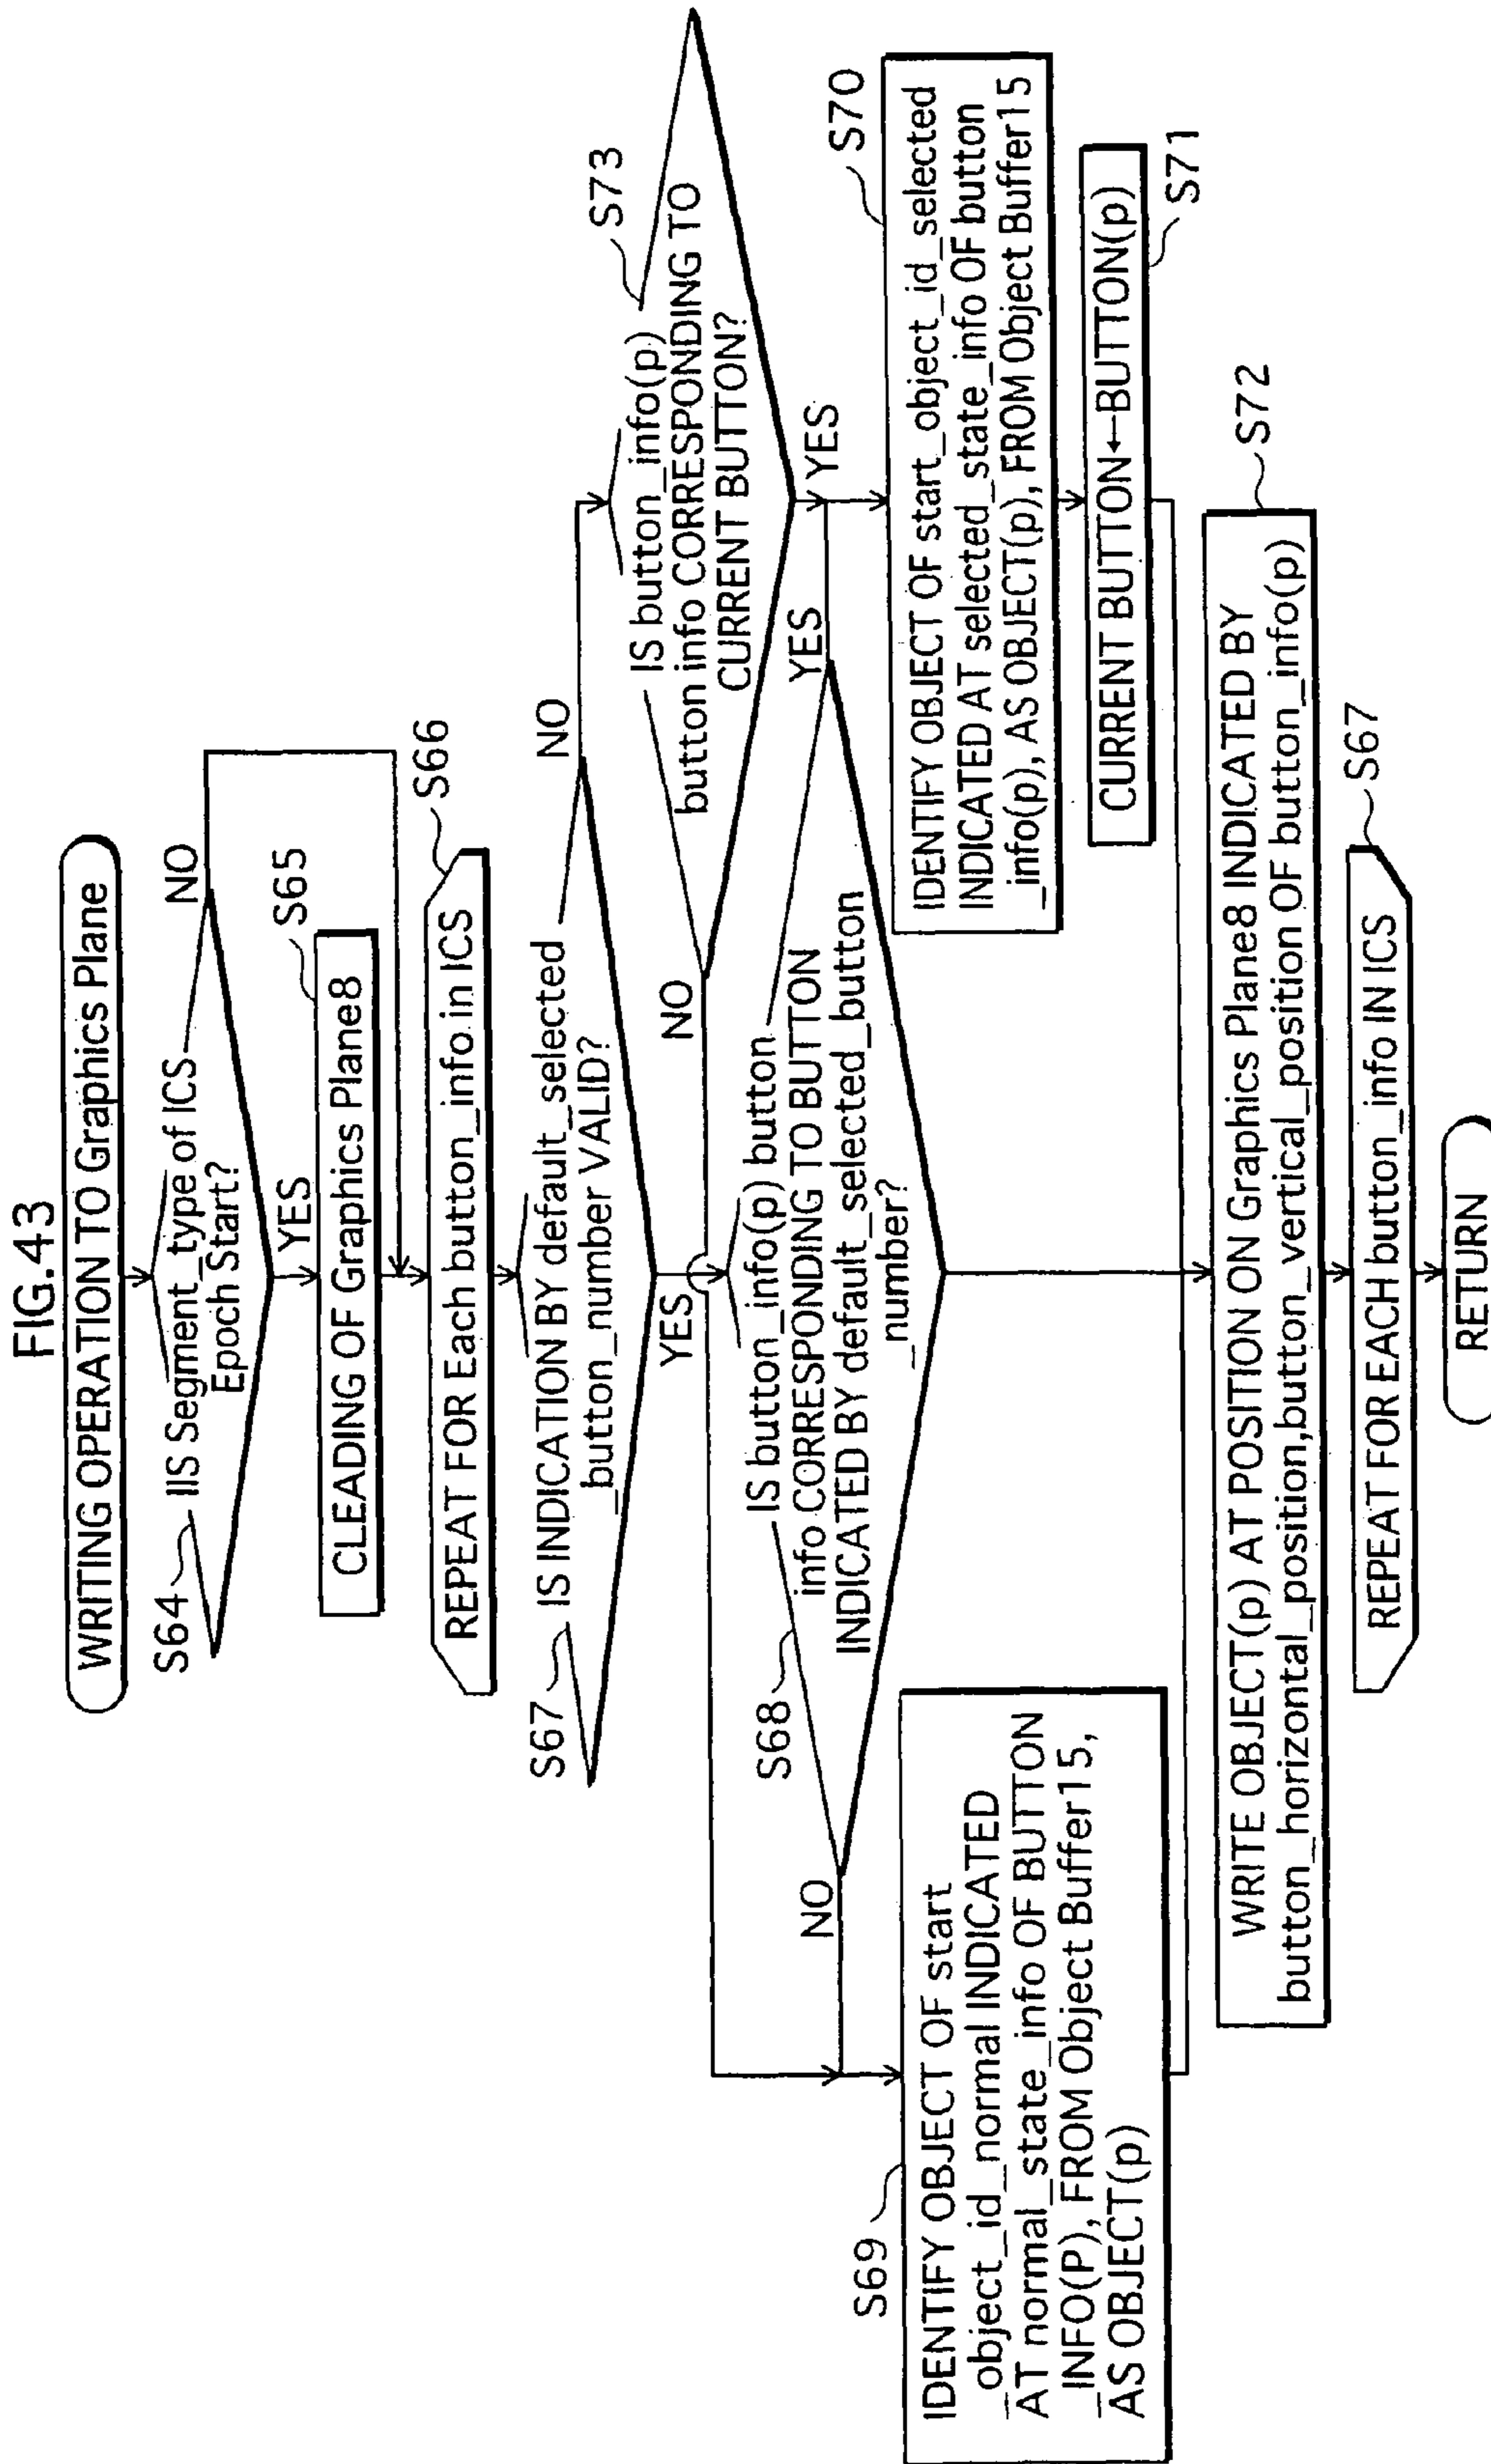 FIG.43
WRITING OPERATION TO Graphics Plane
S64
IIS Segment_type of ICS
Epoch Start?
NO
YES
S65
CLEADING OF Graphics Plane8
S66
REPEAT FOR Each button_info in ICS
S67
IS INDICATION BY default_selected
_button_number VALID?
NO
YES
S73
IS button_info(p)
button info CORRESPONDING TO
CURRENT BUTTON?
NO
YES
S68
IS button_info(p) button
info CORRESPONDING TO BUTTON
INDICATED BY default_selected_button
_number?
NO
YES
S69
IDENTIFY OBJECT OF start
_object_id_normal INDICATED
AT normal_state_info OF BUTTON
_INFO(P), FROM Object Buffer15,
AS OBJECT(p)
S70
IDENTIFY OBJECT OF start_object_id_selected
INDICATED AT selected_state_info OF button
_info(p), AS OBJECT(p), FROM Object Buffer15
CURRENT BUTTON←BUTTON(p)
S71
S72
WRITE OBJECT(p) AT POSITION ON Graphics Plane8 INDICATED BY
button_horizontal_position,button_vertical_position OF button_info(p)
S67
REPEAT FOR EACH button_info IN ICS
RETURN